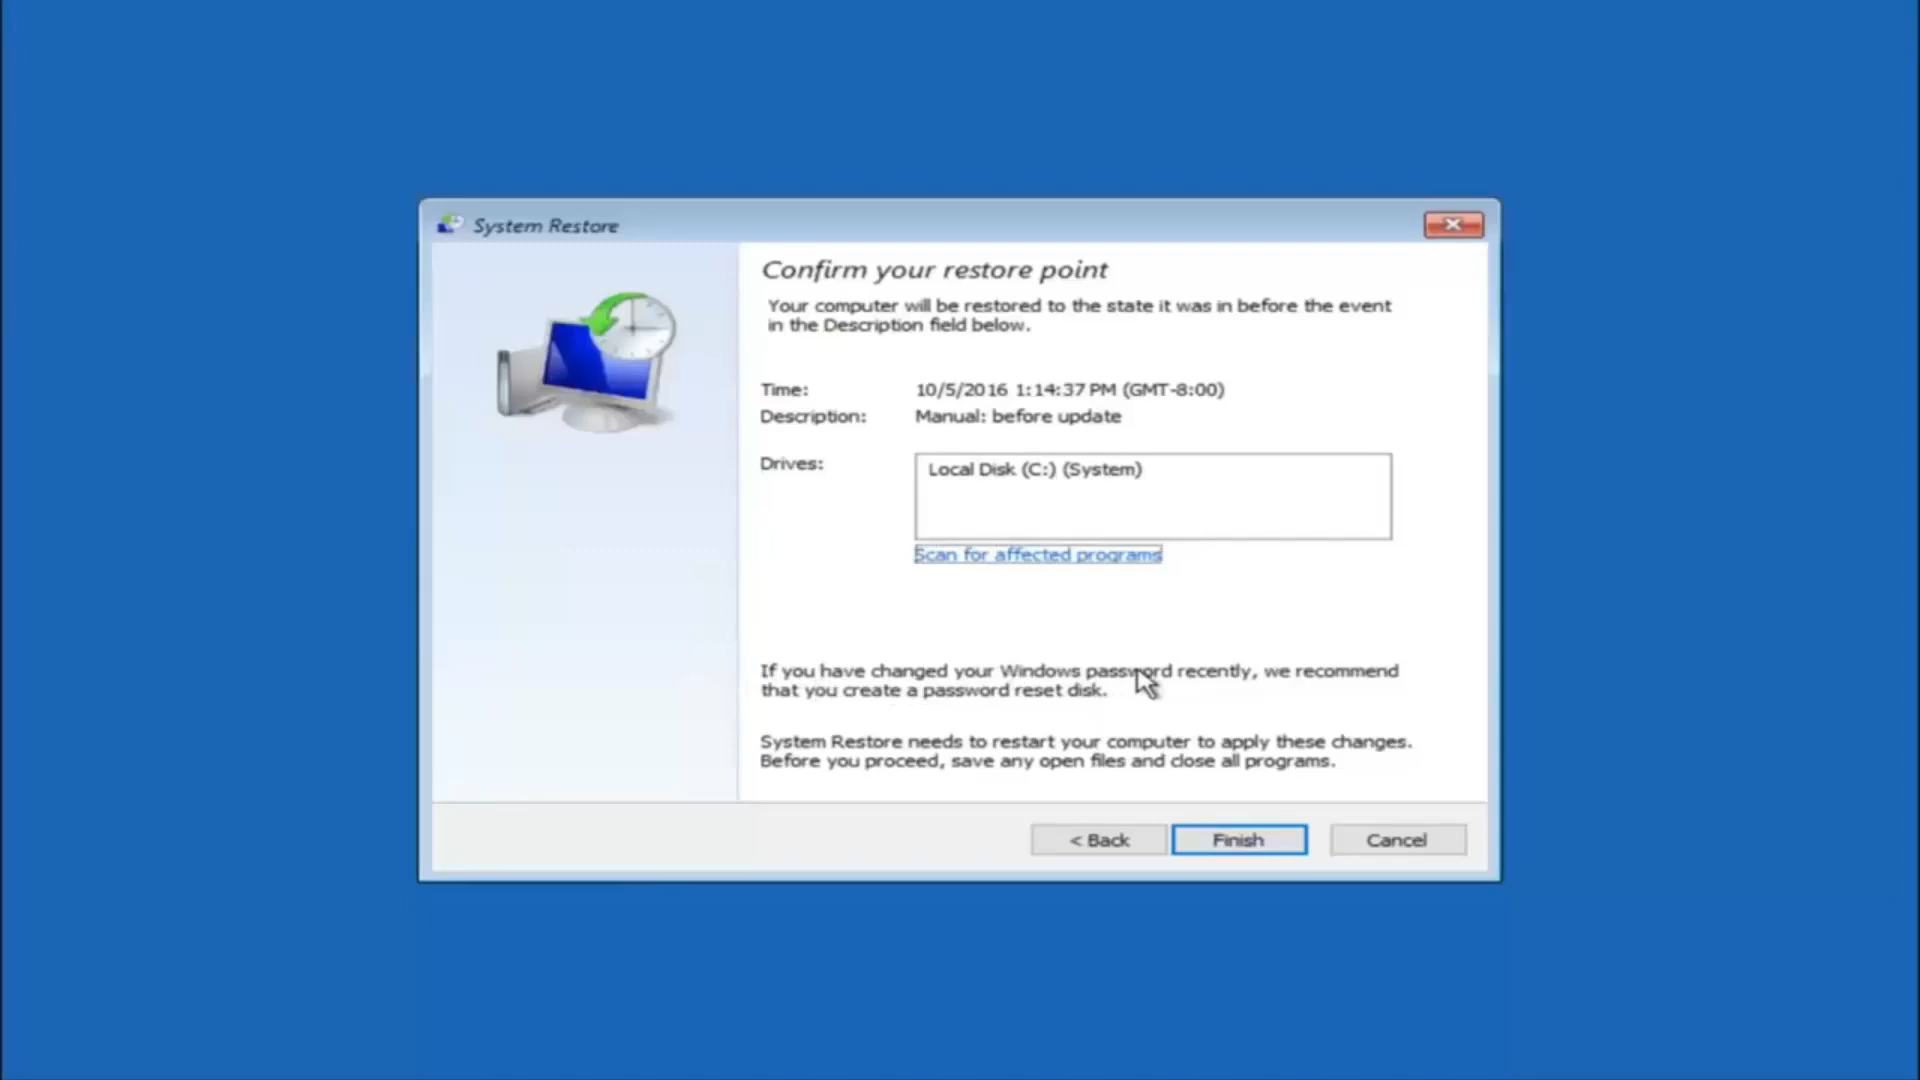 System Restore
Confirm your restore point
Your computer will be restored to the state it was in before the event
in the Description field below.
Time: 10/5/2016 1:14:37 PM (GMT-8:00)
Description: Manual: before update
Drives: Local Disk (C:) (System)
Scan for affected programs
If you have changed your Windows password recently, we recommend
that you create a password reset disk.
System Restore needs to restart your computer to apply these changes.
Before you proceed, save any open files and close all programs.
< Back Finish Cancel